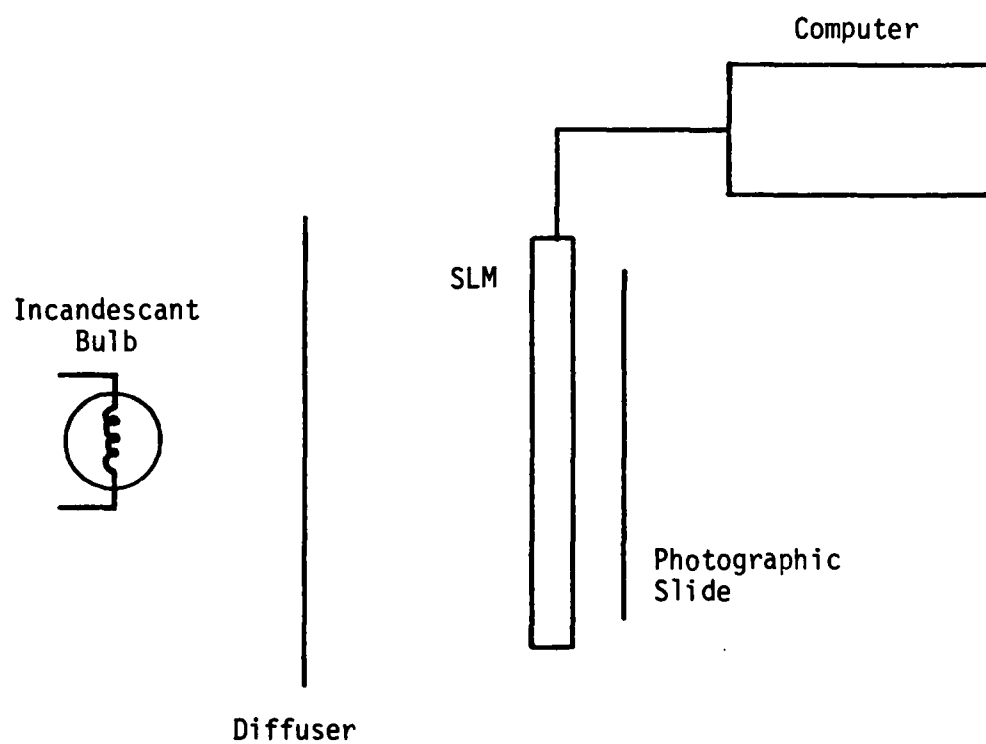 Computer
SLM
Incandescant
Bulb
Photographic
Slide
Diffuser